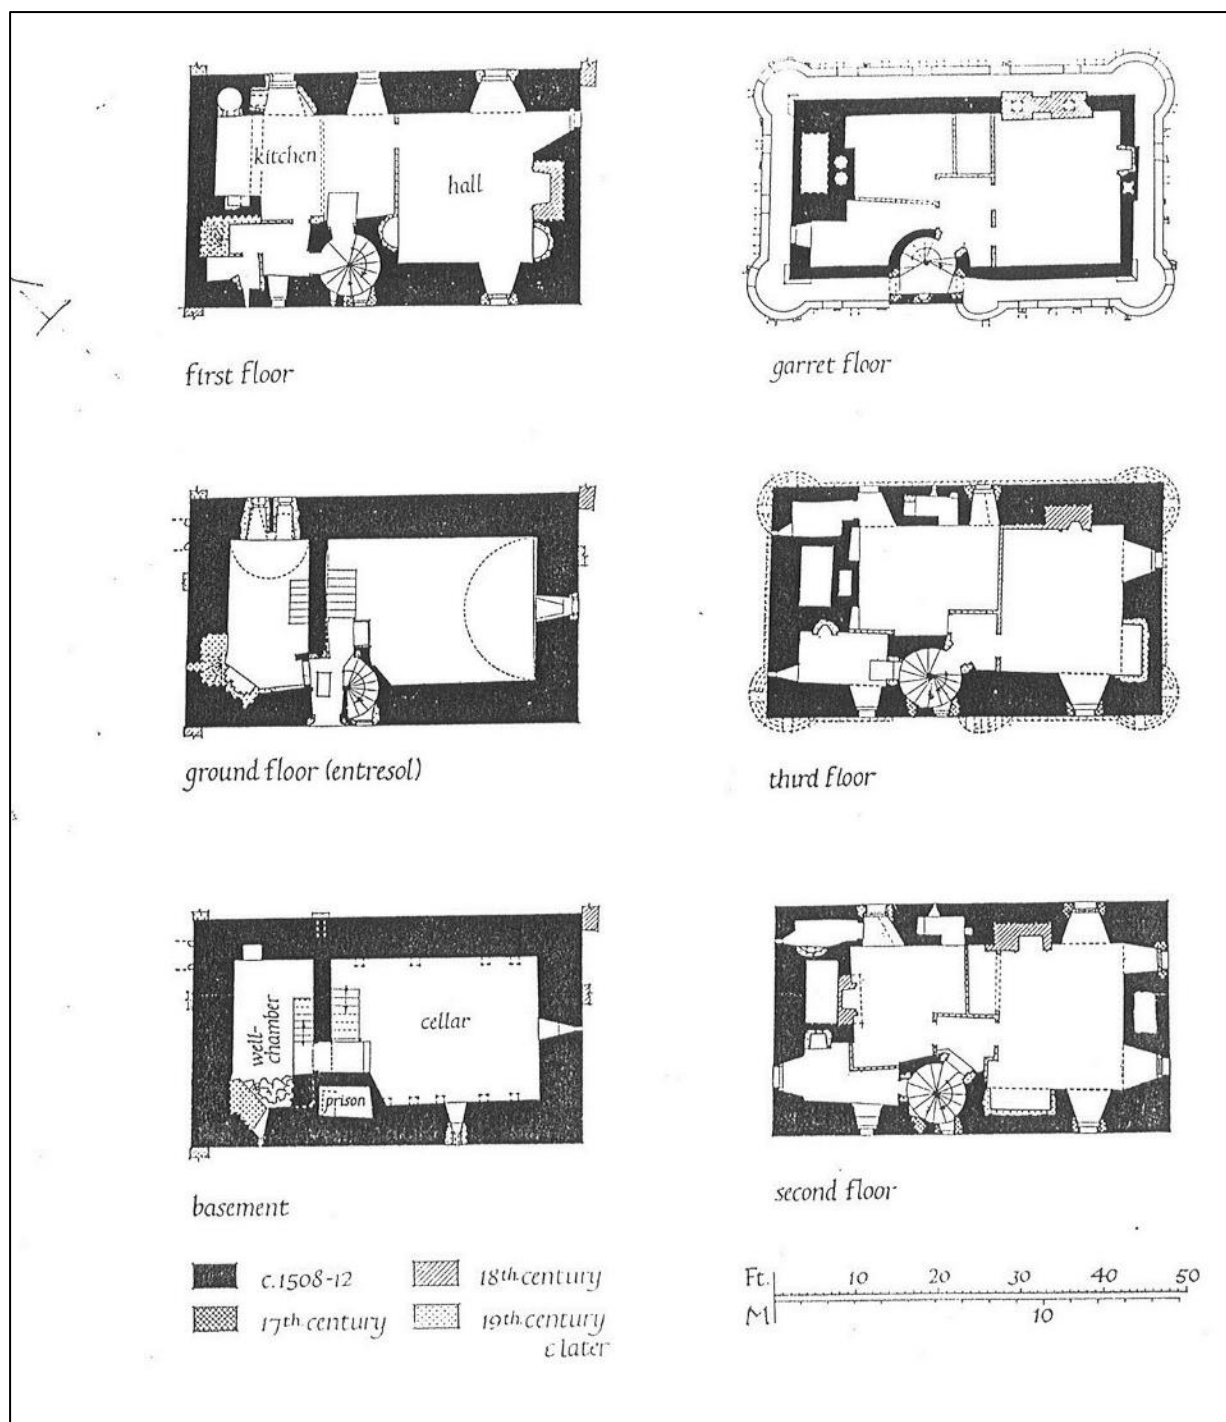 kitchen
hall
first floor
garret floor
ground floor (entresol)
third floor
well-
chamber
cellar
prison
basement
second floor
c.1508-12
18th. century
17th. century
19th. century
& later
Ft. 10 20 30 40 50
M 10